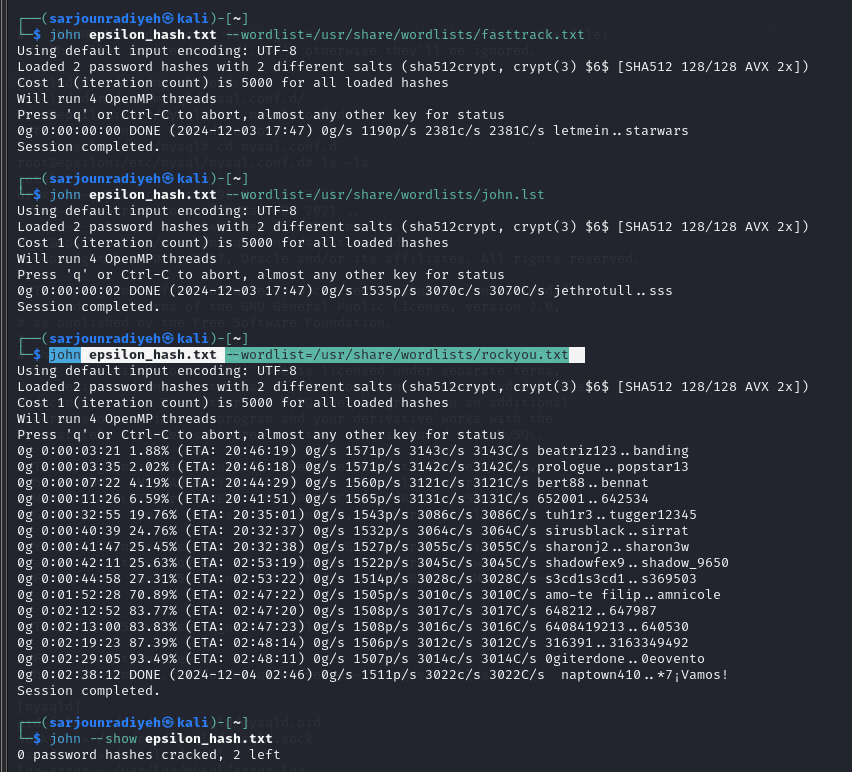 ┌──(sarjounradiyeh㉿kali)-[~]
└─$ john epsilon_hash.txt --wordlist=/usr/share/wordlists/fasttrack.txt
Using default input encoding: UTF-8
Loaded 2 password hashes with 2 different salts (sha512crypt, crypt(3) $6$ [SHA512 128/128 AVX 2x])
Cost 1 (iteration count) is 5000 for all loaded hashes
Will run 4 OpenMP threads
Press 'q' or Ctrl-C to abort, almost any other key for status
0g 0:00:00:00 DONE (2024-12-03 17:47) 0g/s 1190p/s 2381c/s 2381C/s letmein..starwars
Session completed.
┌──(sarjounradiyeh㉿kali)-[~]
└─$ john epsilon_hash.txt --wordlist=/usr/share/wordlists/john.lst
Using default input encoding: UTF-8
Loaded 2 password hashes with 2 different salts (sha512crypt, crypt(3) $6$ [SHA512 128/128 AVX 2x])
Cost 1 (iteration count) is 5000 for all loaded hashes
Will run 4 OpenMP threads
Press 'q' or Ctrl-C to abort, almost any other key for status
0g 0:00:00:02 DONE (2024-12-03 17:47) 0g/s 1535p/s 3070c/s 3070C/s jethrotull..sss
Session completed.
┌──(sarjounradiyeh㉿kali)-[~]
└─$ john epsilon_hash.txt --wordlist=/usr/share/wordlists/rockyou.txt
Using default input encoding: UTF-8
Loaded 2 password hashes with 2 different salts (sha512crypt, crypt(3) $6$ [SHA512 128/128 AVX 2x])
Cost 1 (iteration count) is 5000 for all loaded hashes
Will run 4 OpenMP threads
Press 'q' or Ctrl-C to abort, almost any other key for status
0g 0:00:03:21 1.88% (ETA: 20:46:19) 0g/s 1571p/s 3143c/s 3143C/s beatriz123..banding
0g 0:00:03:35 2.02% (ETA: 20:46:18) 0g/s 1571p/s 3142c/s 3142C/s prologue..popstar13
0g 0:00:07:22 4.19% (ETA: 20:44:29) 0g/s 1560p/s 3121c/s 3121C/s bert88..bennat
0g 0:00:11:26 6.59% (ETA: 20:41:51) 0g/s 1565p/s 3131c/s 3131C/s 652001..642534
0g 0:00:32:55 19.76% (ETA: 20:35:01) 0g/s 1543p/s 3086c/s 3086C/s tuh1r3..tugger12345
0g 0:00:40:39 24.76% (ETA: 20:32:37) 0g/s 1532p/s 3064c/s 3064C/s sirusblack..sirrat
0g 0:00:41:47 25.45% (ETA: 20:32:38) 0g/s 1527p/s 3055c/s 3055C/s sharonj2..sharon3w
0g 0:00:42:11 25.63% (ETA: 02:53:19) 0g/s 1522p/s 3045c/s 3045C/s shadowfex9..shadow_9650
0g 0:00:44:58 27.31% (ETA: 02:53:22) 0g/s 1514p/s 3028c/s 3028C/s s3cd1s3cd1..s369503
0g 0:01:52:28 70.89% (ETA: 02:47:22) 0g/s 1505p/s 3010c/s 3010C/s amo-te filip..amnicole
0g 0:02:12:52 83.77% (ETA: 02:47:20) 0g/s 1508p/s 3017c/s 3017C/s 648212..647987
0g 0:02:13:00 83.83% (ETA: 02:47:23) 0g/s 1508p/s 3016c/s 3016C/s 6408419213..640530
0g 0:02:19:23 87.39% (ETA: 02:48:14) 0g/s 1506p/s 3012c/s 3012C/s 316391..3163349492
0g 0:02:29:05 93.49% (ETA: 02:48:11) 0g/s 1507p/s 3014c/s 3014C/s 0giterdone..0eovento
0g 0:02:38:12 DONE (2024-12-04 02:46) 0g/s 1511p/s 3022c/s 3022C/s  naptown410..*7¡Vamos!
Session completed.
┌──(sarjounradiyeh㉿kali)-[~]
└─$ john --show epsilon_hash.txt
0 password hashes cracked, 2 left